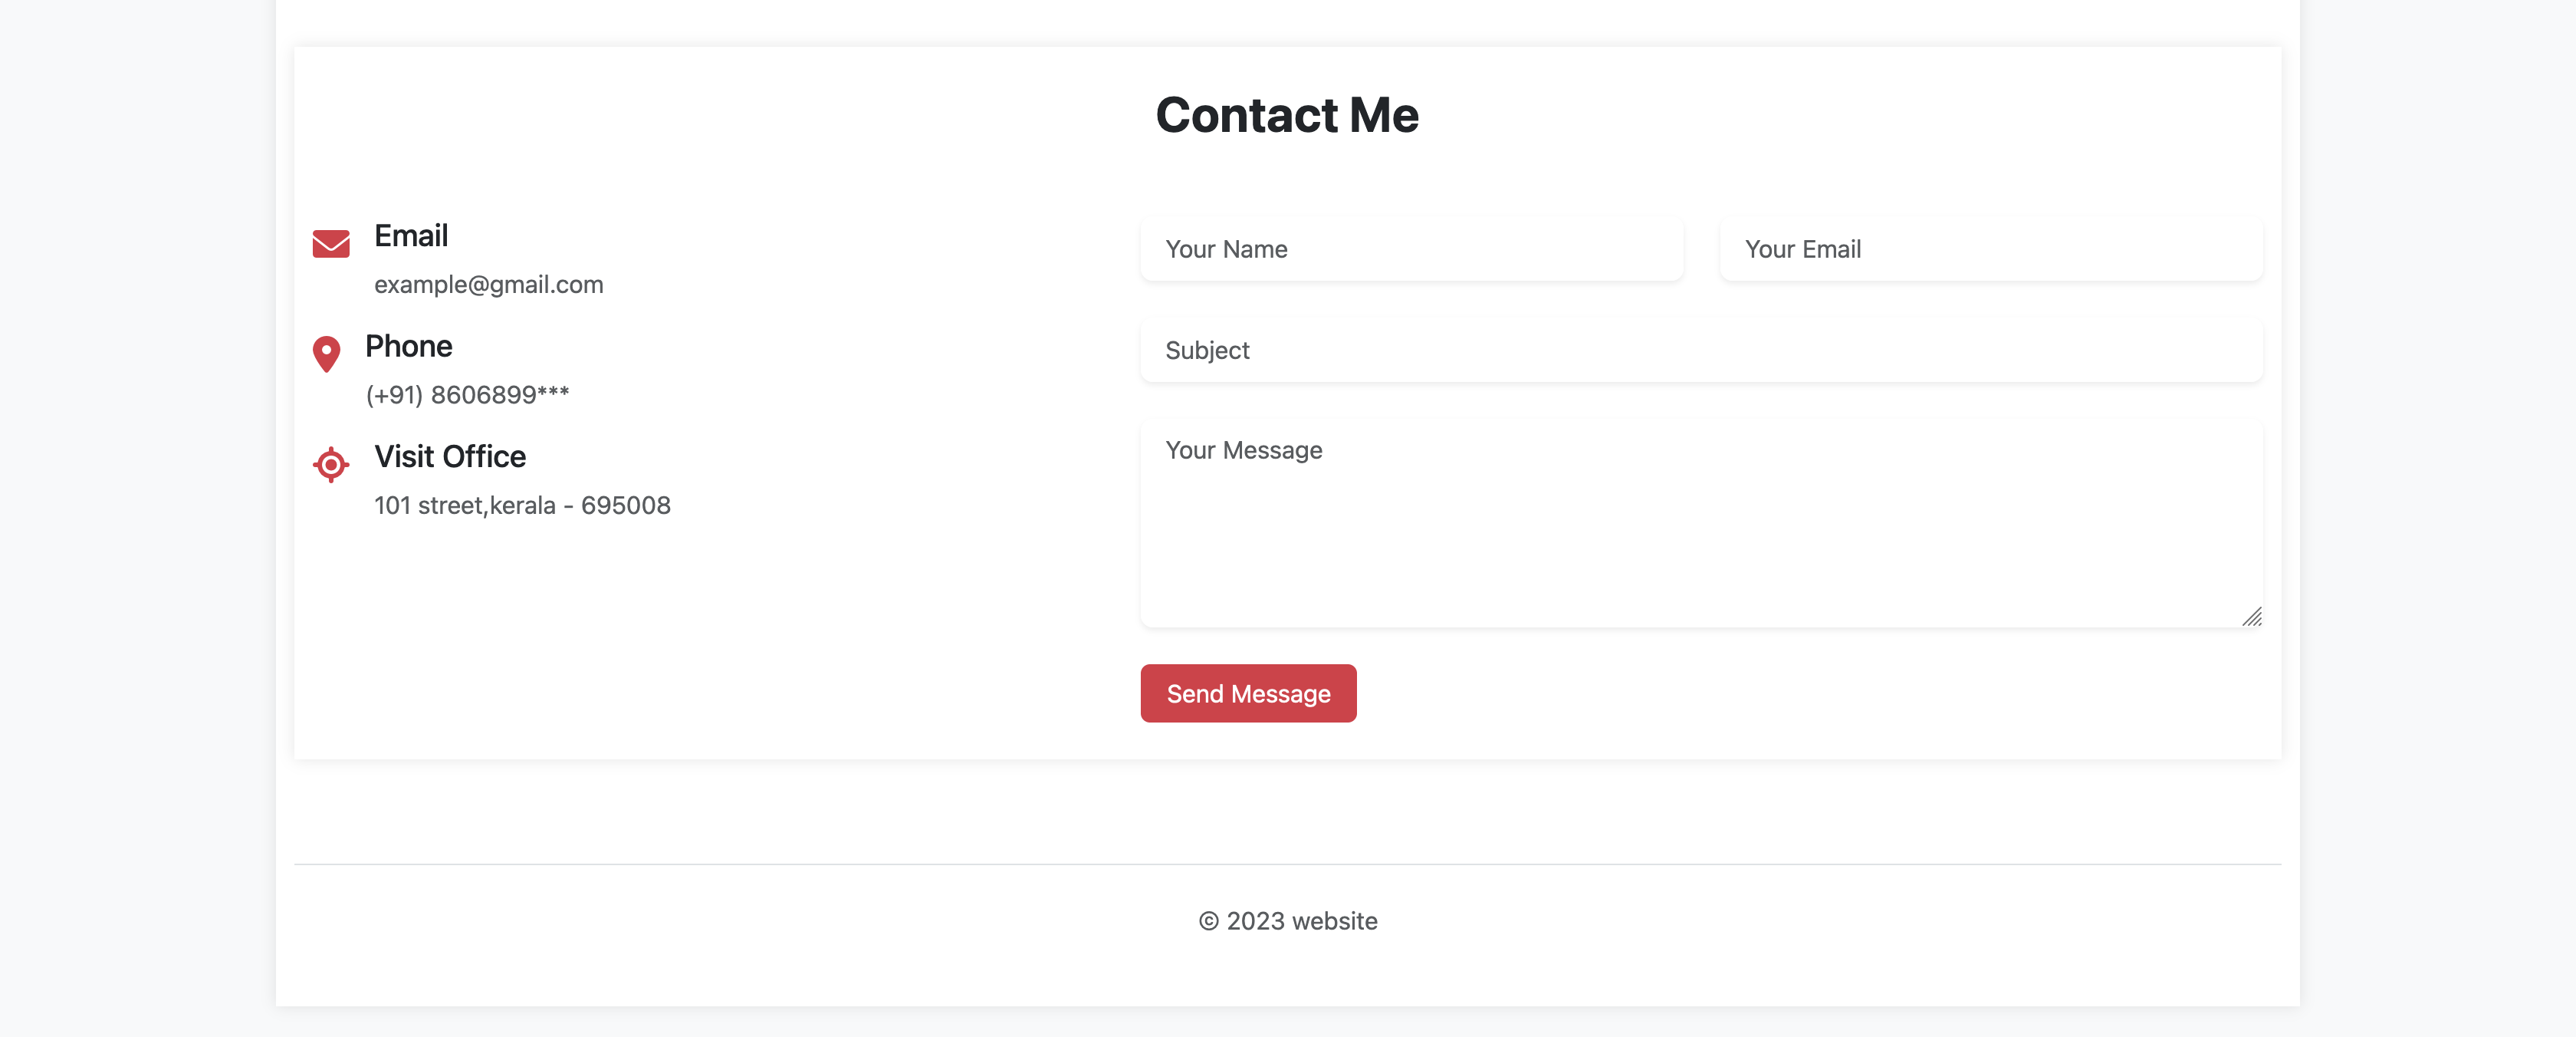 Contact Me
Email
example@gmail.com
Phone
(+91) 8606899***
Visit Office
101 street,kerala - 695008
Your Name
Your Email
Subject
Your Message
Send Message
© 2023 website